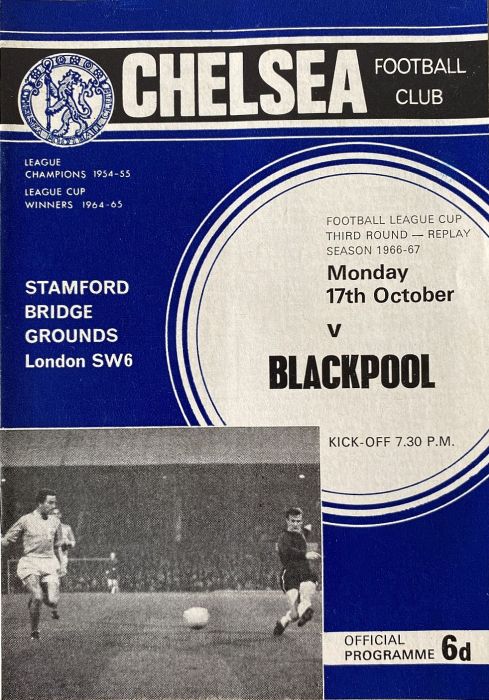 CHELSEA
FOOTBALL
CLUB
LEAGUE
CHAMPIONS 1954-55
LEAGUE CUP
WINNERS 1964-65
STAMFORD
BRIDGE
GROUNDS
London SW6
FOOTBALL LEAGUE CUP
THIRD ROUND — REPLAY
SEASON 1966-67
Monday
17th October
v
BLACKPOOL
KICK-OFF 7.30 P.M.
OFFICIAL
PROGRAMME 6d